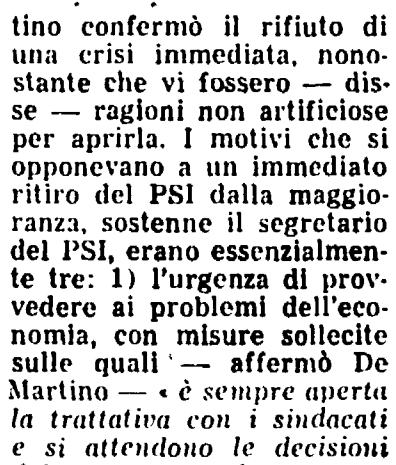 tino confermò il rifiuto di
una crisi immediata, nono-
stante che vi fossero — dis-
se — ragioni non artificiose
per aprirla. I motivi che si
opponevano a un immediato
ritiro del PSI dalla maggio-
ranza, sostenne il segretario
del PSI, erano essenzialmen-
te tre: 1) l'urgenza di prov-
vedere ai problemi dell'eco-
nomia, con misure sollecite
sulle quali — affermò De
Martino — « è sempre aperta
la trattativa con i sindacati
e si attendono le decisioni